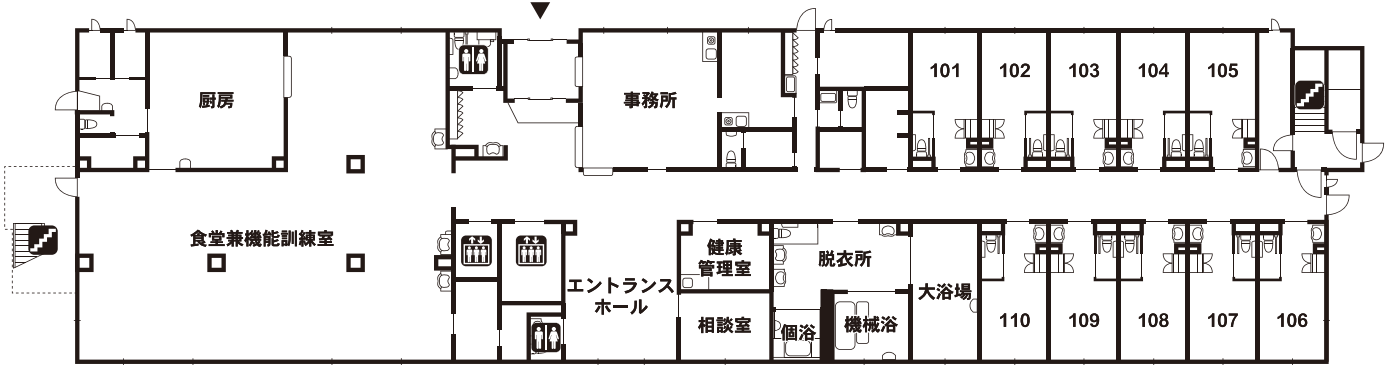 厨房
事務所
101
102
103
104
105
食堂兼機能訓練室
エントランス
ホール
健康
管理室
相談室
脱衣所
個浴
機械浴
大浴場
110
109
108
107
106